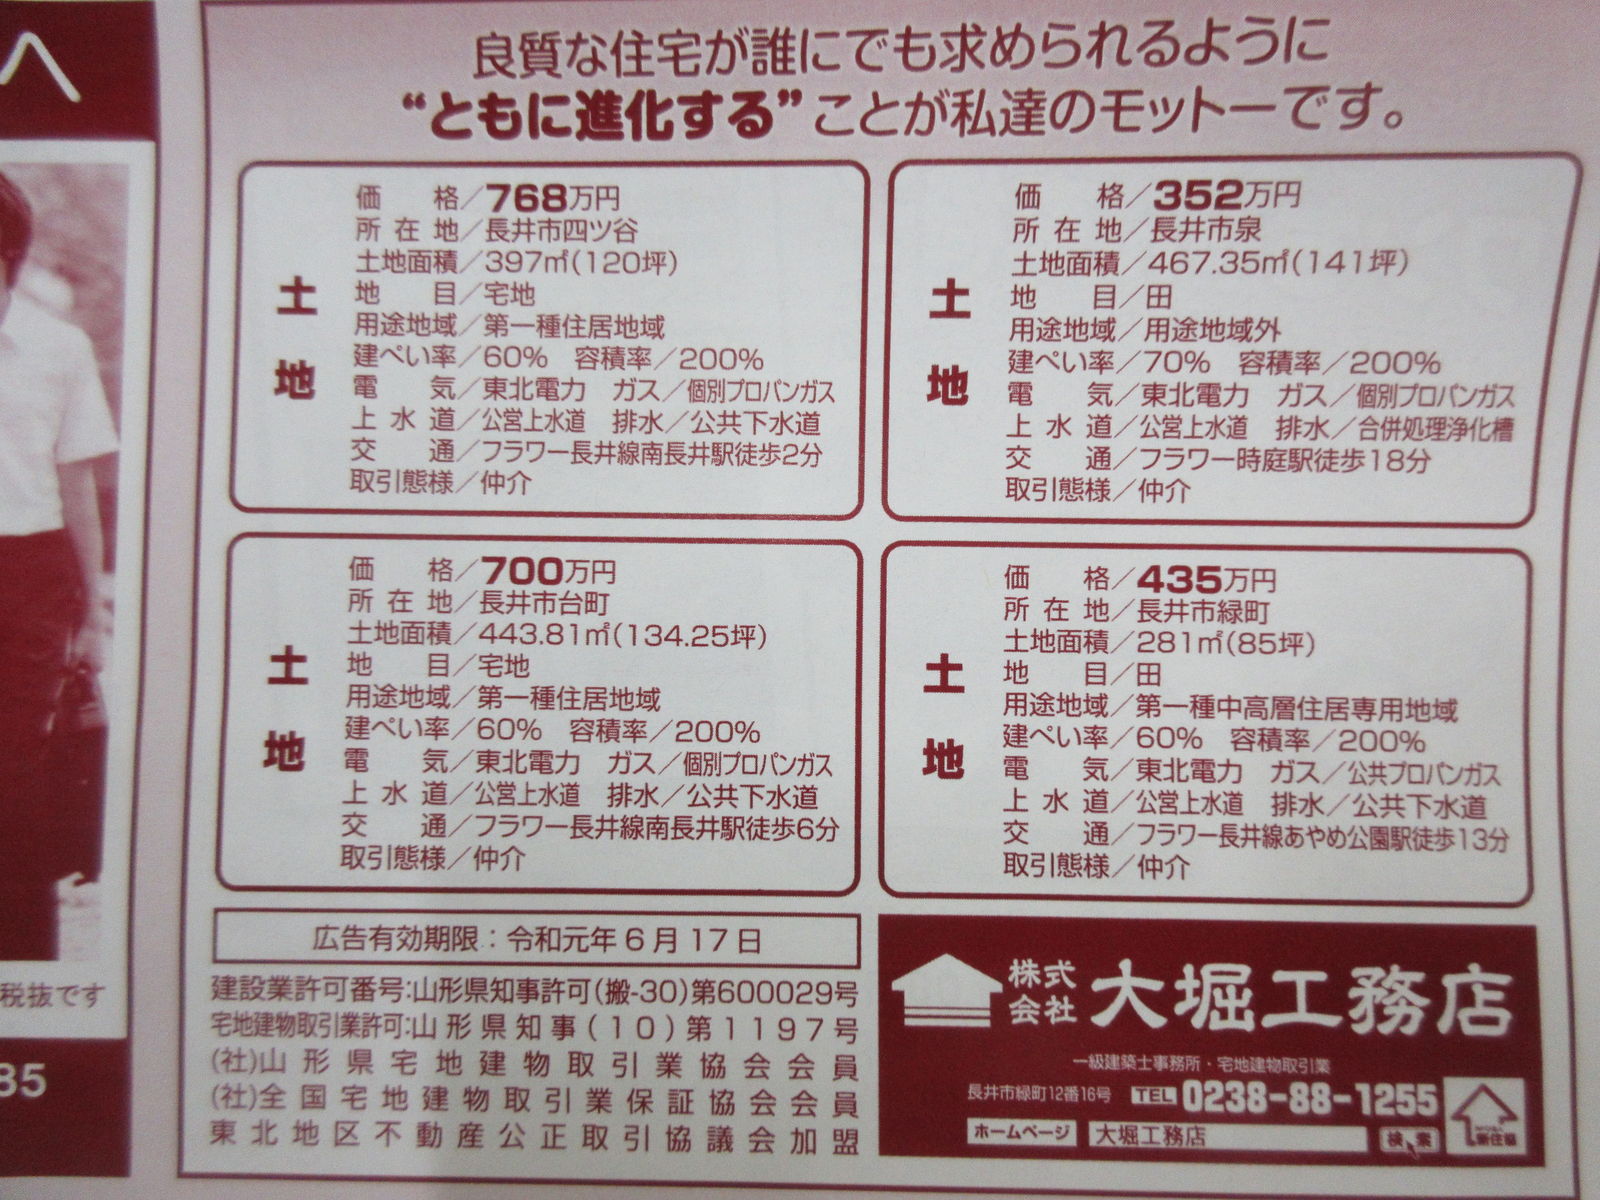 へ
税抜です
85
良質な住宅が誰にでも求められるように
“ともに進化する”ことが私達のモットーです。
土地
価格／768万円
所在地／長井市四ツ谷
土地面積／397㎡(120坪)
地目／宅地
用途地域／第一種住居地域
建ぺい率／60% 容積率／200%
電気／東北電力 ガス／個別プロパンガス
上水道／公営上水道 排水／公共下水道
交通／フラワー長井線南長井駅徒歩2分
取引態様／仲介
土地
価格／352万円
所在地／長井市泉
土地面積／467.35㎡(141坪)
地目／田
用途地域／用途地域外
建ぺい率／70% 容積率／200%
電気／東北電力 ガス／個別プロパンガス
上水道／公営上水道 排水／合併処理浄化槽
交通／フラワー時庭駅徒歩18分
取引態様／仲介
土地
価格／700万円
所在地／長井市台町
土地面積／443.81㎡(134.25坪)
地目／宅地
用途地域／第一種住居地域
建ぺい率／60% 容積率／200%
電気／東北電力 ガス／個別プロパンガス
上水道／公営上水道 排水／公共下水道
交通／フラワー長井線南長井駅徒歩6分
取引態様／仲介
土地
価格／435万円
所在地／長井市緑町
土地面積／281㎡(85坪)
地目／田
用途地域／第一種中高層住居専用地域
建ぺい率／60% 容積率／200%
電気／東北電力 ガス／公共プロパンガス
上水道／公営上水道 排水／公共下水道
交通／フラワー長井線あやめ公園駅徒歩13分
取引態様／仲介
広告有効期限：令和元年6月17日
建設業許可番号:山形県知事許可(搬-30)第600029号
宅地建物取引業許可:山形県知事(10)第1197号
(社)山形県宅地建物取引業協会会員
(社)全国宅地建物取引業保証協会会員
東北地区不動産公正取引協議会加盟
株式会社 大堀工務店
一級建築士事務所・宅地建物取引業
長井市緑町12番16号 TEL 0238-88-1255
ホームページ 大堀工務店 検索